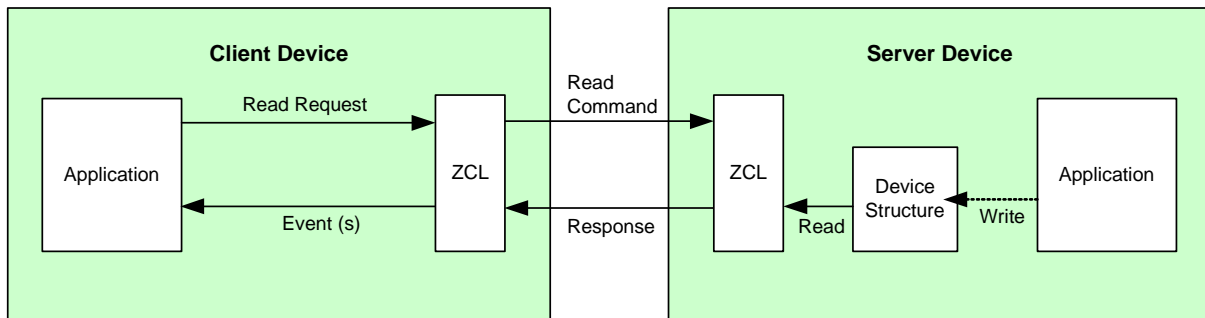 Client Device
Server Device
Read Request
Read
Command
Application
ZCL
ZCL
Device
Structure
Application
Event (s)
Response
Read
Write